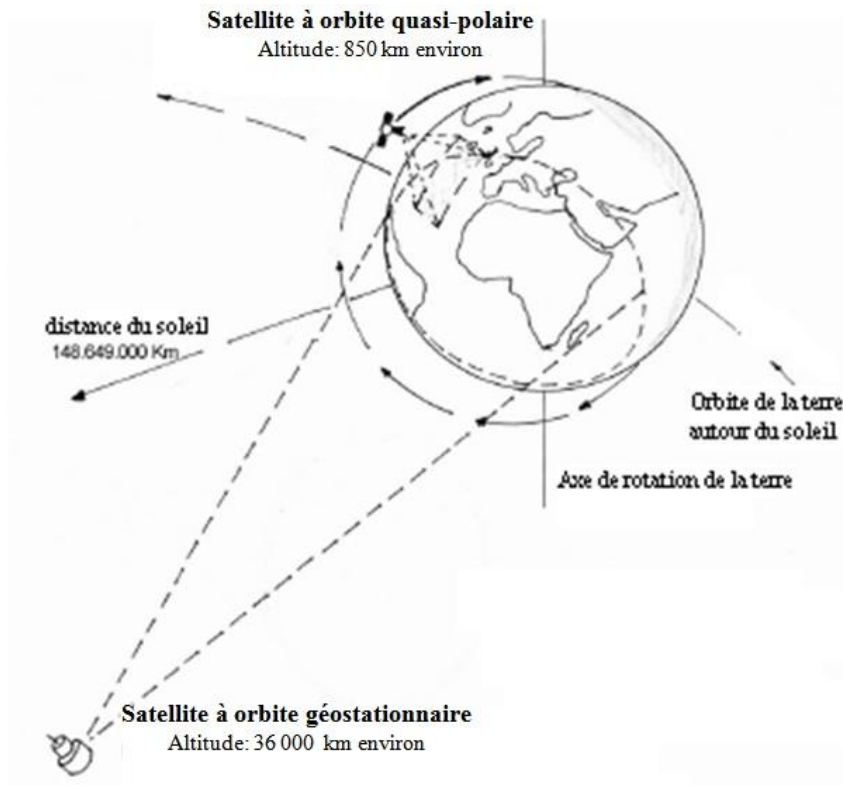 Satellite à orbite quasi-polaire
Altitude: 850 km environ
distance du soleil
148.649.000 Km
Orbite de la terre
autour du soleil
Axe de rotation de la terre
Satellite à orbite géostationnaire
Altitude: 36 000 km environ